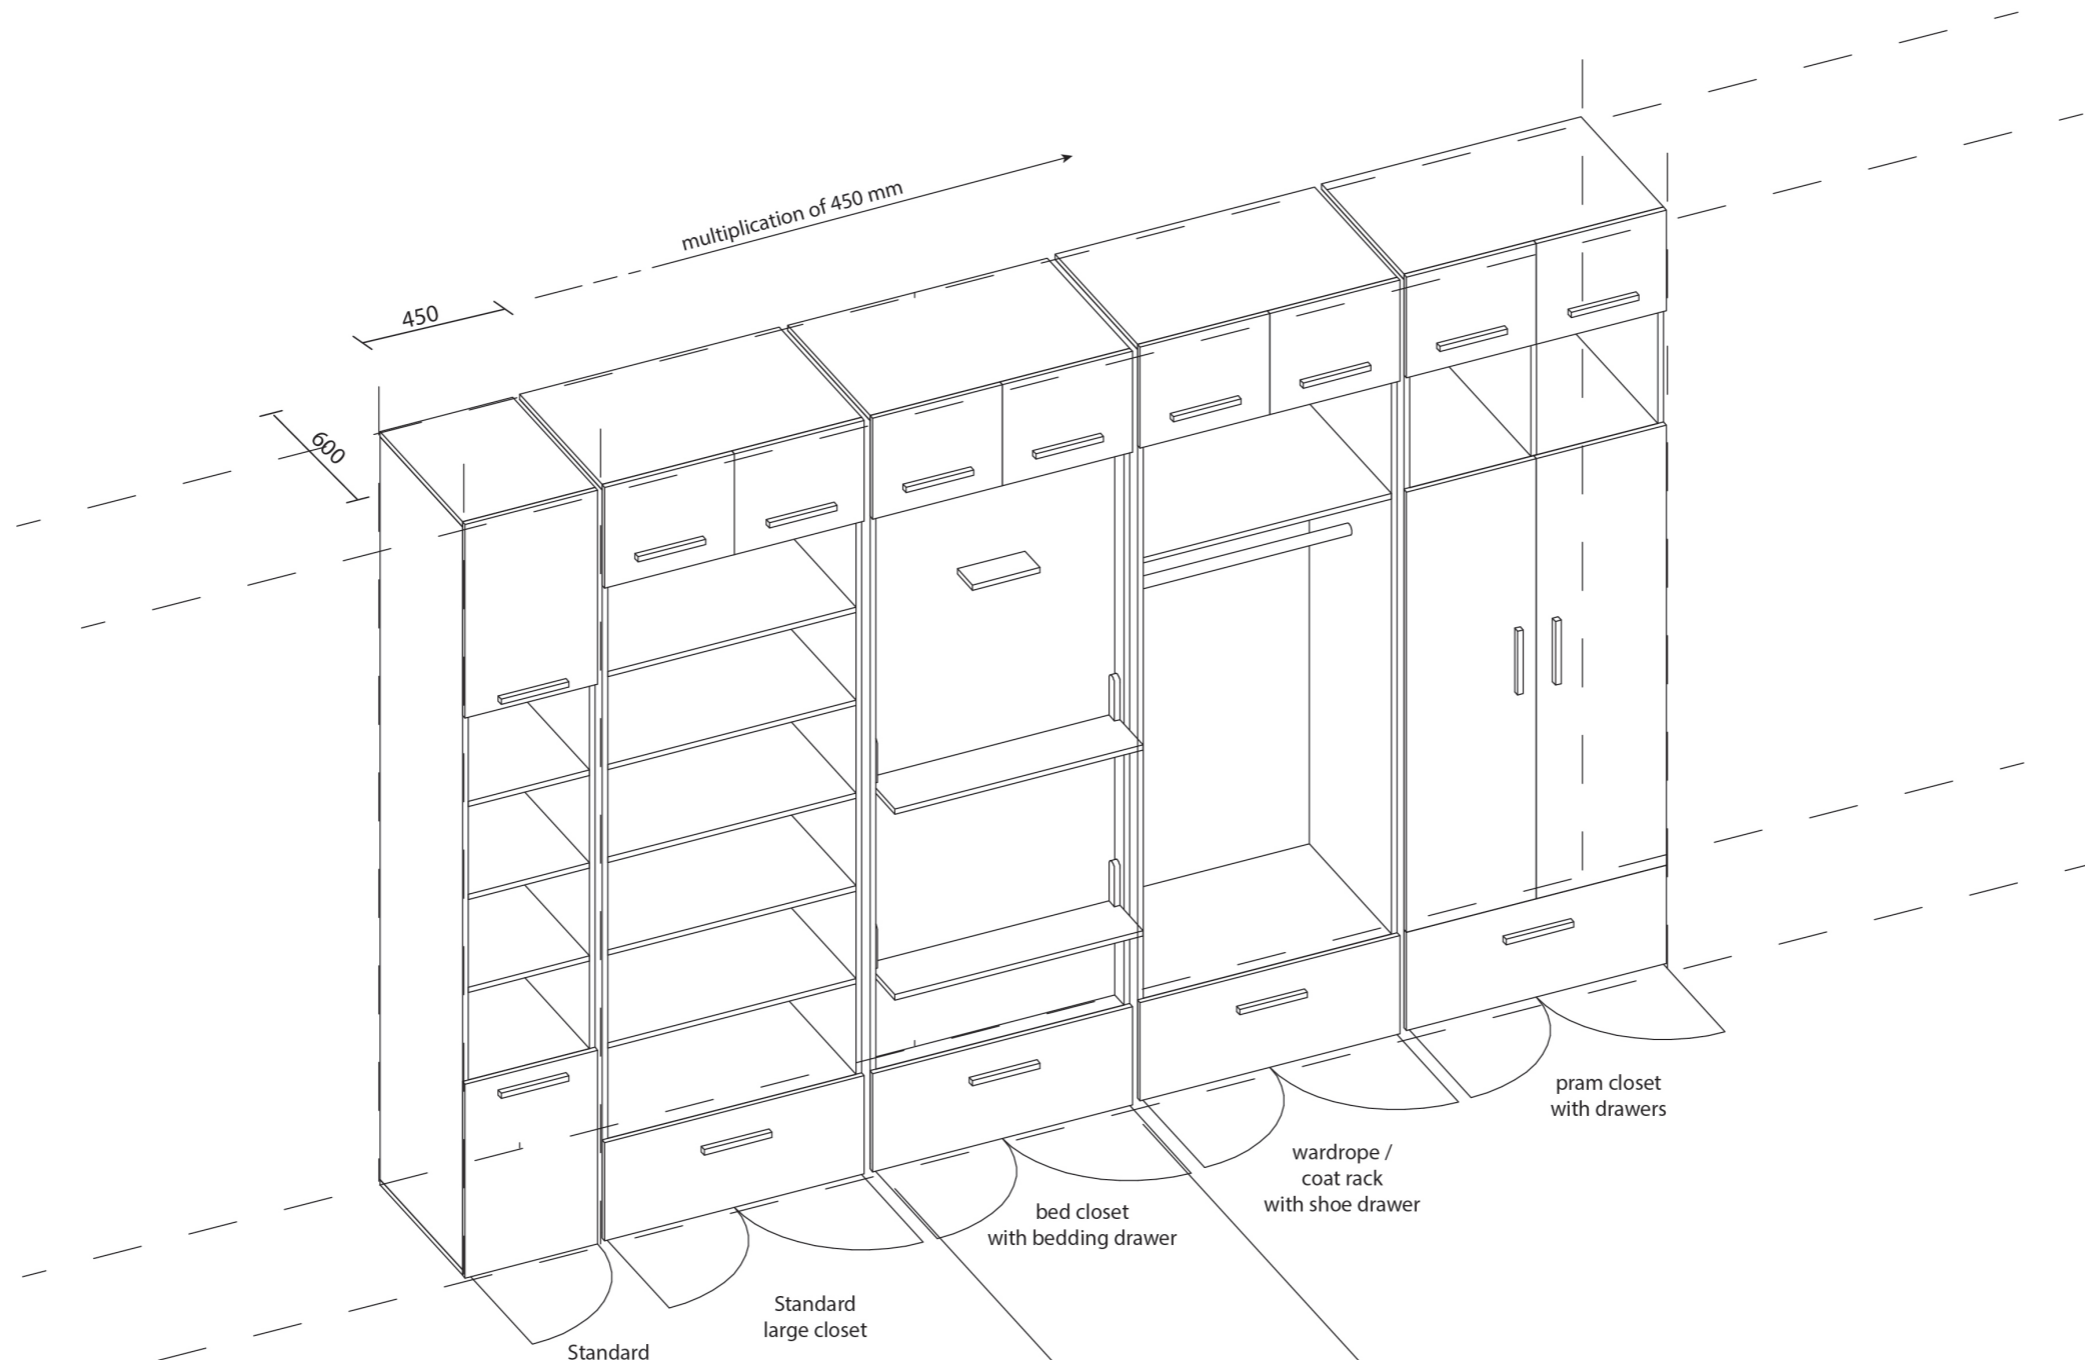 multiplication of 450 mm
450
600
pram closet
with drawers
wardrope /
coat rack
with shoe drawer
bed closet
with bedding drawer
Standard
large closet
Standard